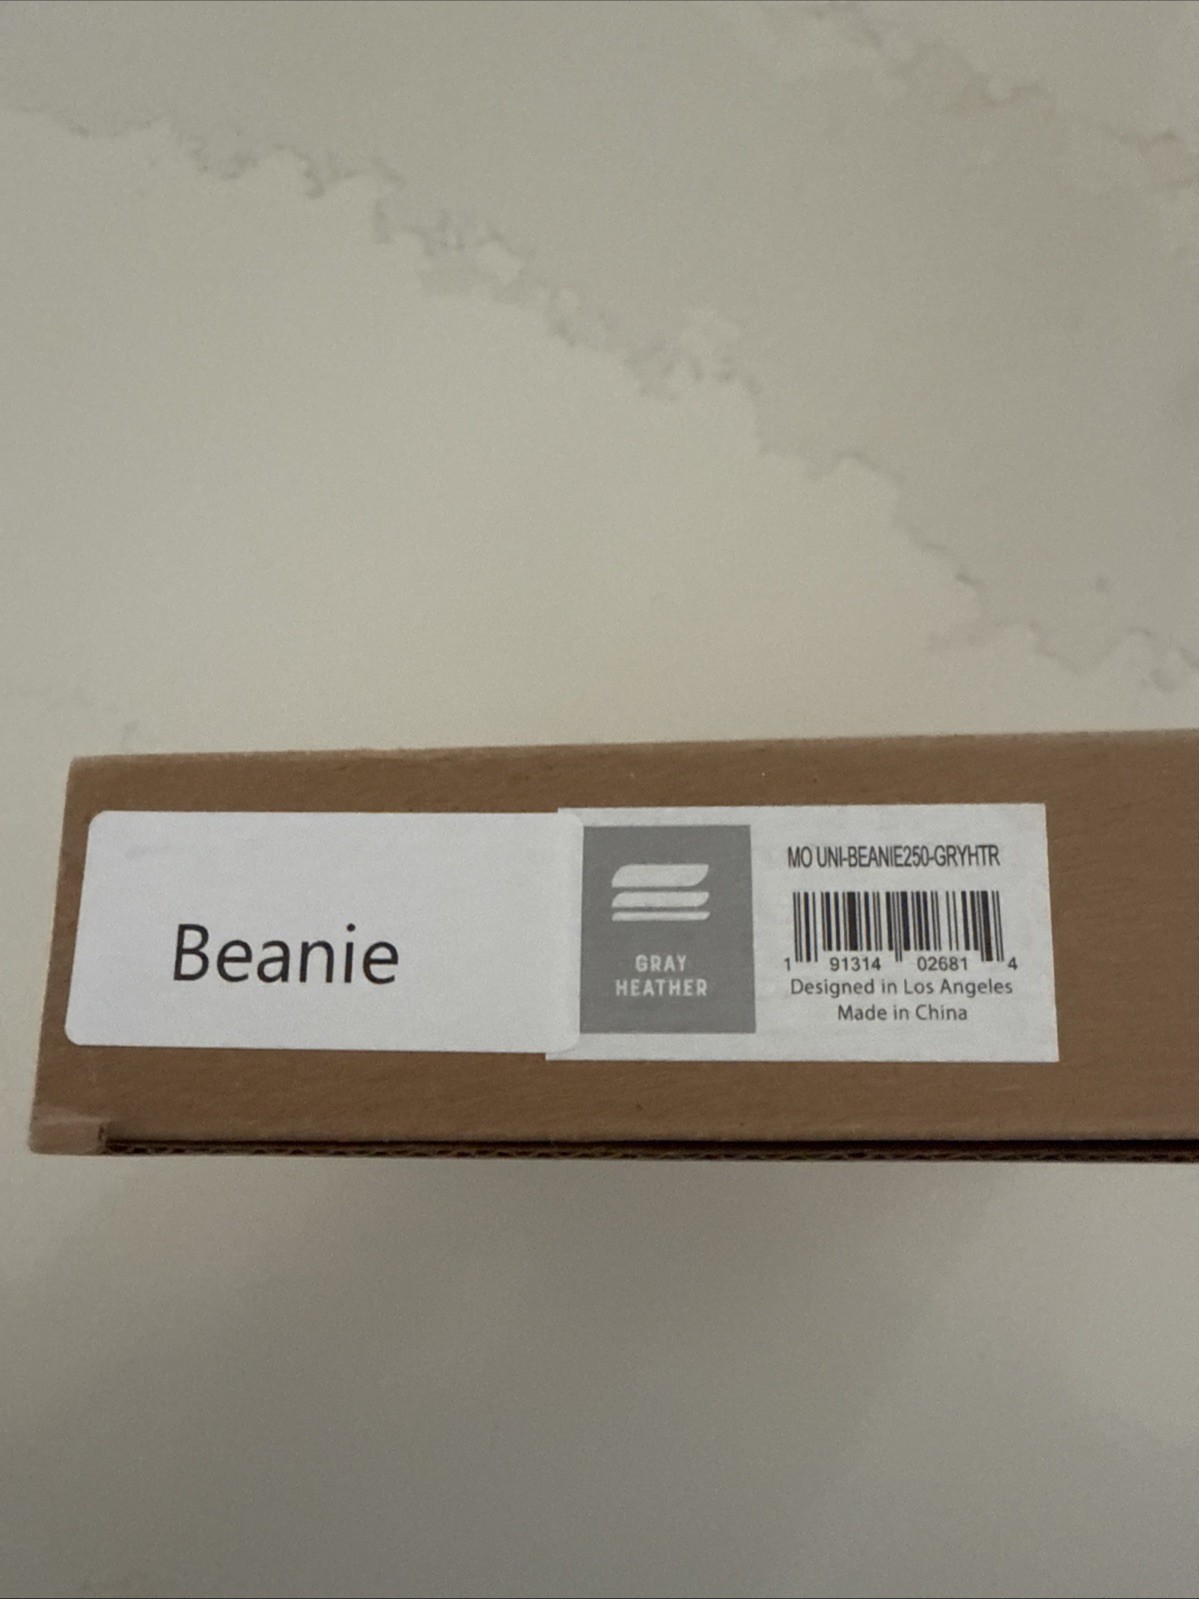 Beanie
GRAY
HEATHER
MO UNI-BEANIE250-GRYHTR
1 91314 02681 4
Designed in Los Angeles
Made in China